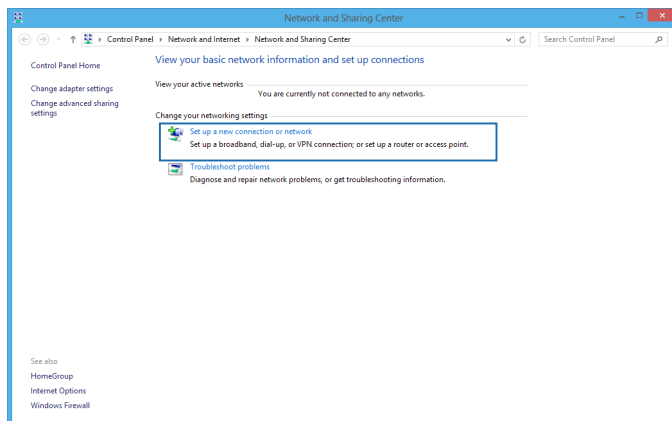 Network and Sharing Center
Control Panel Network and Internet Network and Sharing Center
Search Control Panel
Control Panel Home
Change adapter settings
Change advanced sharing
settings
View your basic network information and set up connections
View your active networks
You are currently not connected to any networks.
Change your networking settings
Set up a new connection or network
Set up a broadband, dial-up, or VPN connection; or set up a router or access point.
Troubleshoot problems
Diagnose and repair network problems, or get troubleshooting information.
See also
HomeGroup
Internet Options
Windows Firewall